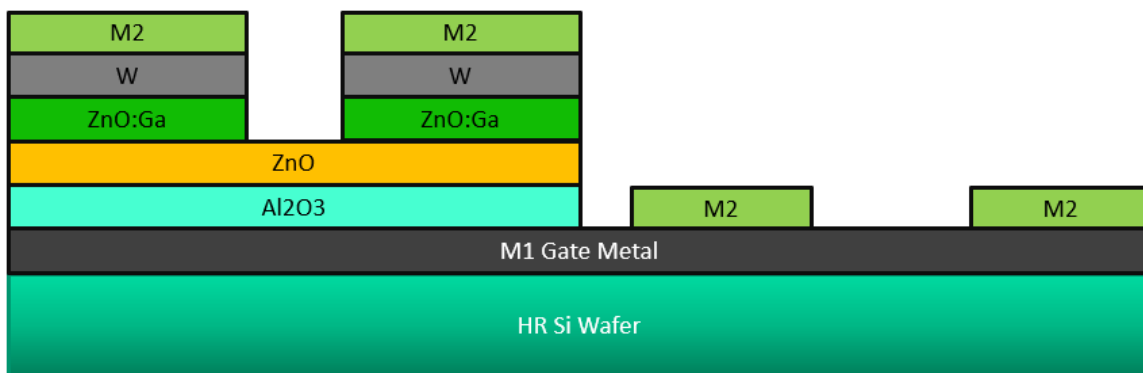 M2
M2
W
W
ZnO:Ga
ZnO:Ga
ZnO
Al2O3
M2
M2
M1 Gate Metal
HR Si Wafer